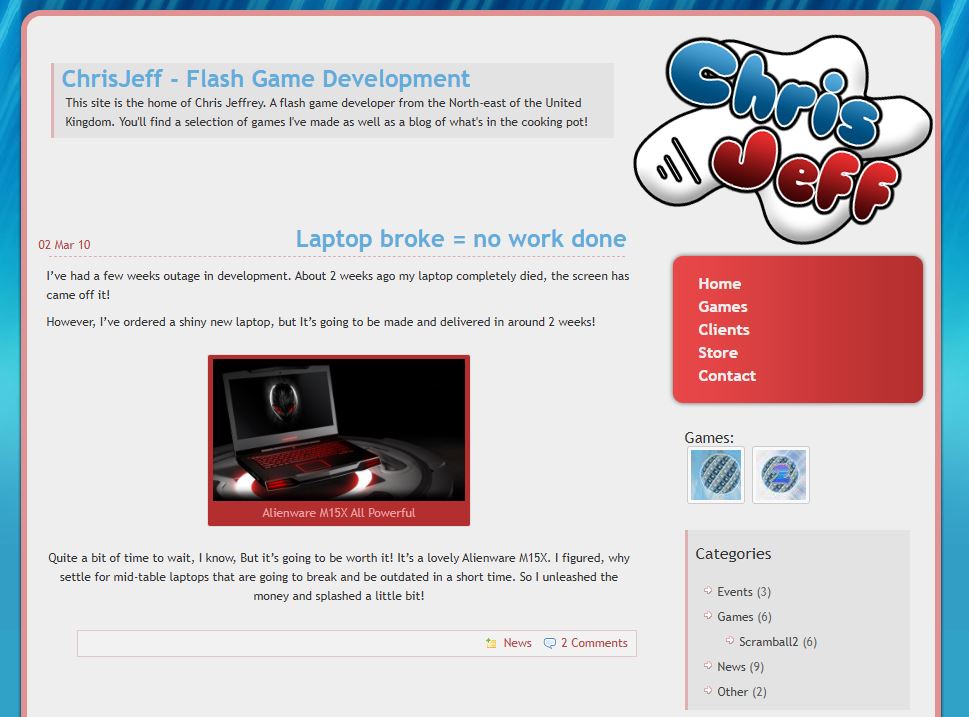 ChrisJeff - Flash Game Development
This site is the home of Chris Jeffrey. A flash game developer from the North-east of the United
Kingdom. You'll find a selection of games I've made as well as a blog of what's in the cooking pot!
Chris
Jeff
02 Mar 10
Laptop broke = no work done
I’ve had a few weeks outage in development. About 2 weeks ago my laptop completely died, the screen has
came off it!
However, I’ve ordered a shiny new laptop, but It’s going to be made and delivered in around 2 weeks!
Alienware M15X All Powerful
Quite a bit of time to wait, I know, But it’s going to be worth it! It’s a lovely Alienware M15X. I figured, why
settle for mid-table laptops that are going to break and be outdated in a short time. So I unleashed the
money and splashed a little bit!
News
2 Comments
Home
Games
Clients
Store
Contact
Games:
2
Categories
Events (3)
Games (6)
Scramball2 (6)
News (9)
Other (2)